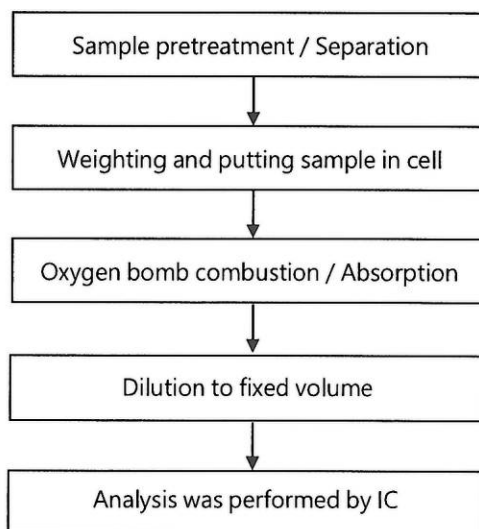 Sample pretreatment / Separation
Weighting and putting sample in cell
Oxygen bomb combustion / Absorption
Dilution to fixed volume
Analysis was performed by IC